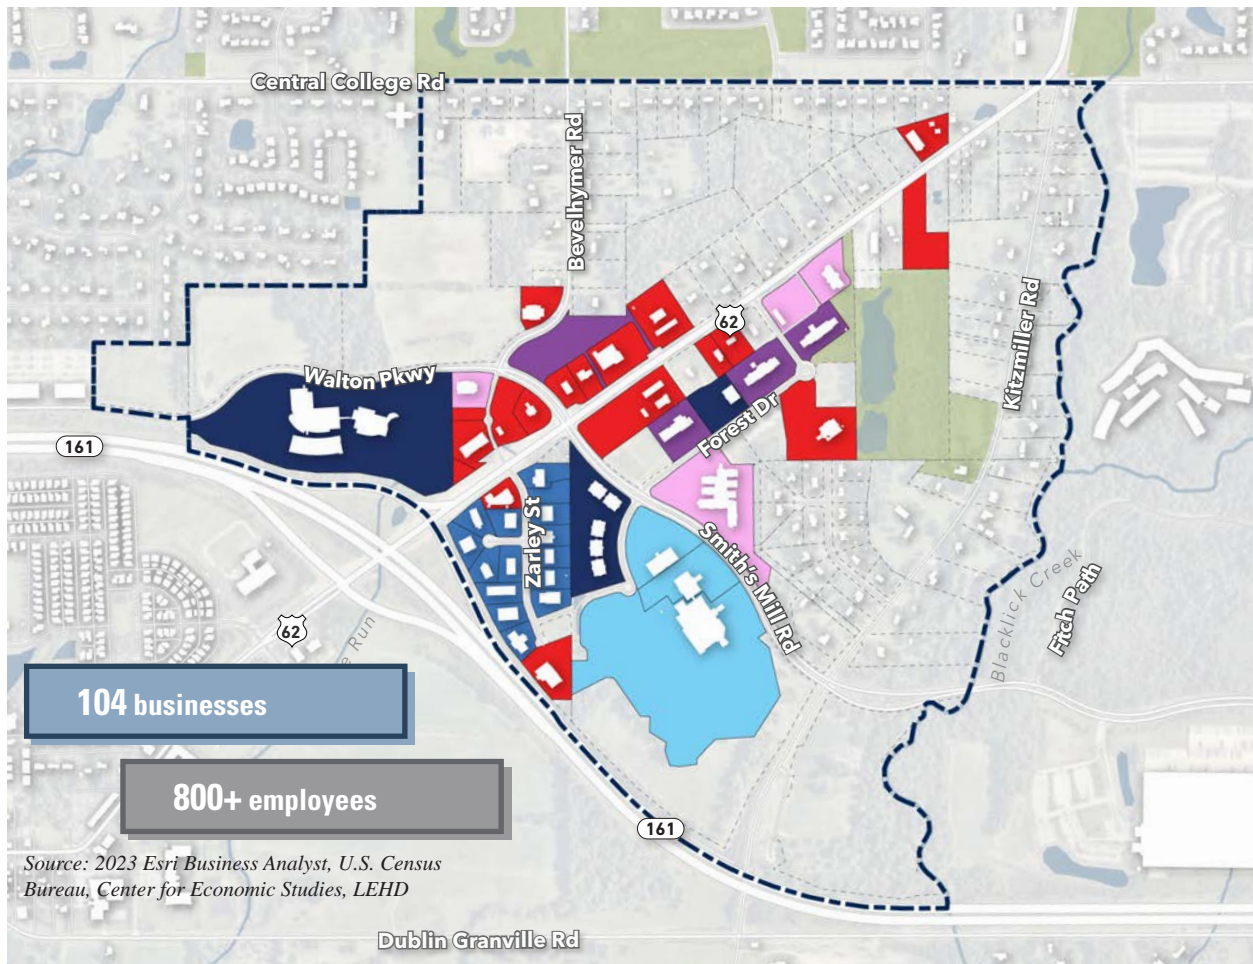 Central College Rd
Bevelhymer Rd
62
Kitzmiller Rd
Walton Pkwy
161
Forest Dr
Zarley St
Smith's Mill Rd
Blacklick Creek
Fitch Path
62
Run
104 businesses
800+ employees
161
Source: 2023 Esri Business Analyst, U.S. Census
Bureau, Center for Economic Studies, LEHD
Dublin Granville Rd